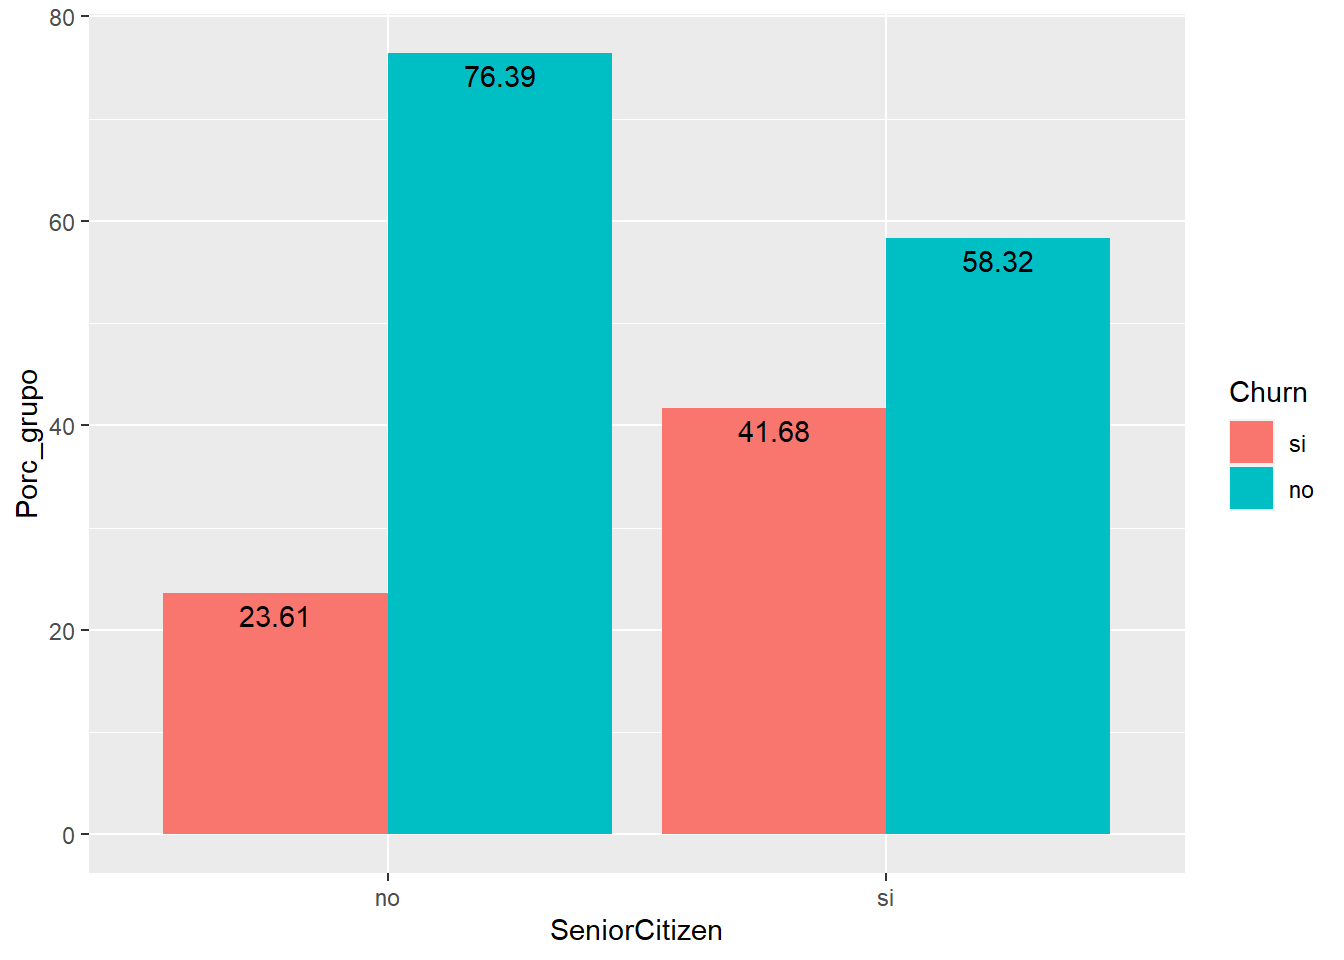 80
60
40
20
0
Porc_grupo
76.39
58.32
41.68
23.61
no
si
SeniorCitizen
Churn
si
no